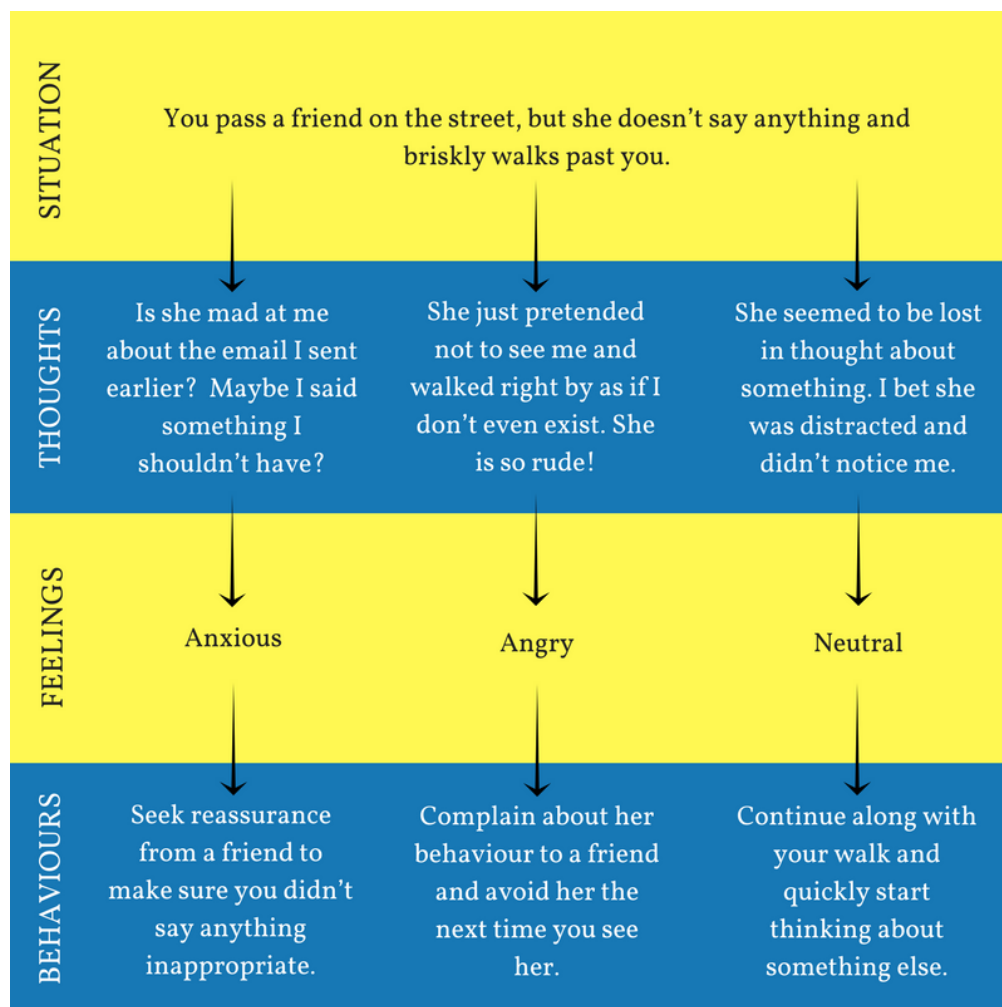 SITUATION
You pass a friend on the street, but she doesn’t say anything and
briskly walks past you.
THOUGHTS
Is she mad at me
about the email I sent
earlier?  Maybe I said
something I
shouldn’t have?
She just pretended
not to see me and
walked right by as if I
don’t even exist. She
is so rude!
She seemed to be lost
in thought about
something. I bet she
was distracted and
didn’t notice me.
FEELINGS
Anxious
Angry
Neutral
BEHAVIOURS
Seek reassurance
from a friend to
make sure you didn’t
say anything
inappropriate.
Complain about her
behaviour to a friend
and avoid her the
next time you see
her.
Continue along with
your walk and
quickly start
thinking about
something else.